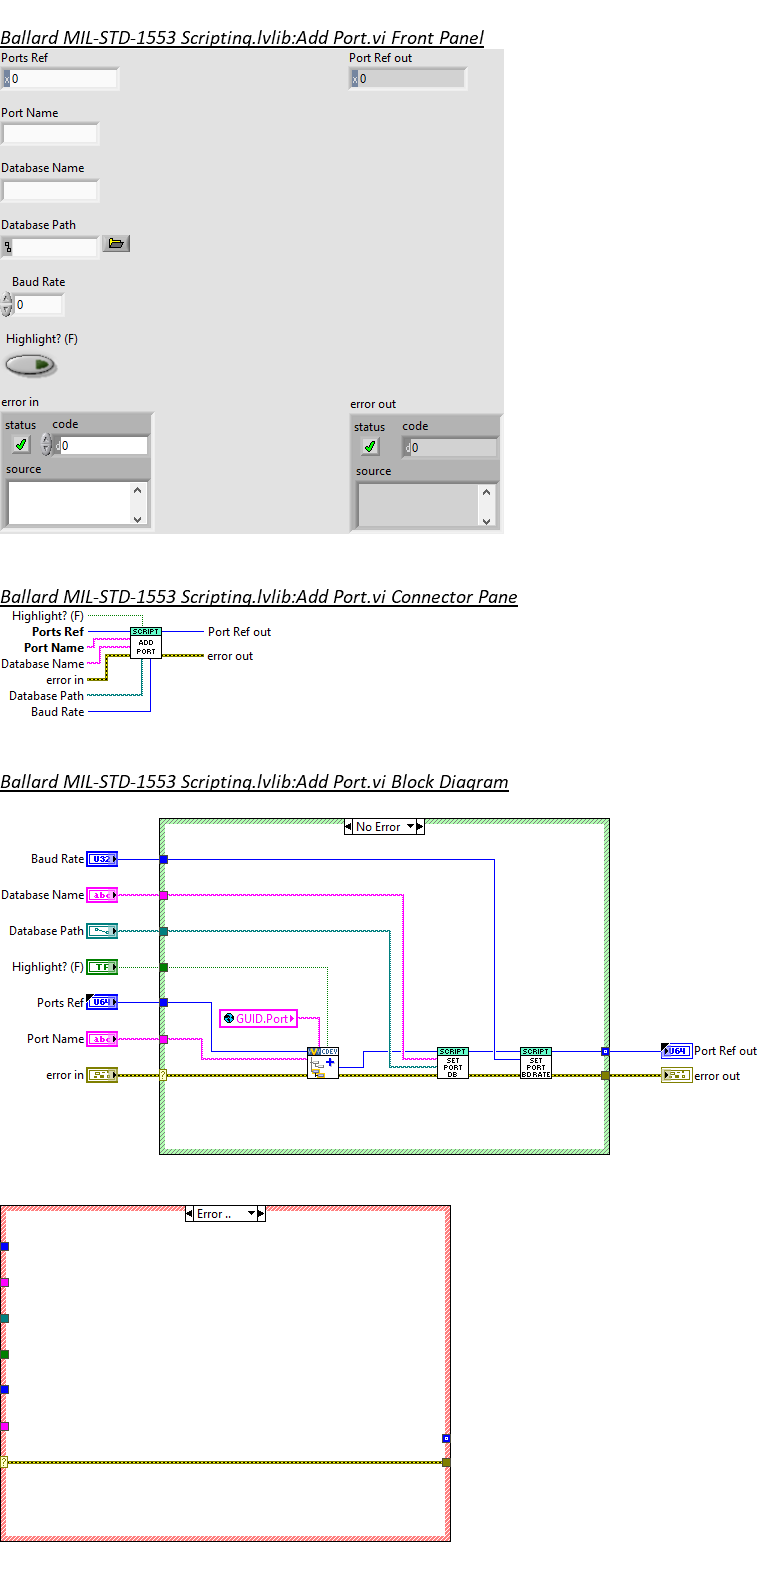 Ballard MIL-STD-1553 Scripting.lvlib:Add Port.vi Front Panel
Ports Ref
Port Ref out
x 0
x 0
Port Name
Database Name
Database Path
Baud Rate
0
Highlight? (F)
error in
error out
status code
status code
d 0
d 0
source
source
Ballard MIL-STD-1553 Scripting.lvlib:Add Port.vi Connector Pane
Highlight? (F)
Ports Ref
Port Name
Database Name
error in
Database Path
Baud Rate
SCRIPT
ADD
PORT
Port Ref out
error out
Ballard MIL-STD-1553 Scripting.lvlib:Add Port.vi Block Diagram
No Error
Baud Rate U32
Database Name abc
Database Path
Highlight? (F) TF
Ports Ref U64
GUID.Port
Port Name abc
error in
?
CDEV
SCRIPT
SET
PORT
DB
SCRIPT
SET
PORT
BD RATE
U64 Port Ref out
error out
Error ..
?